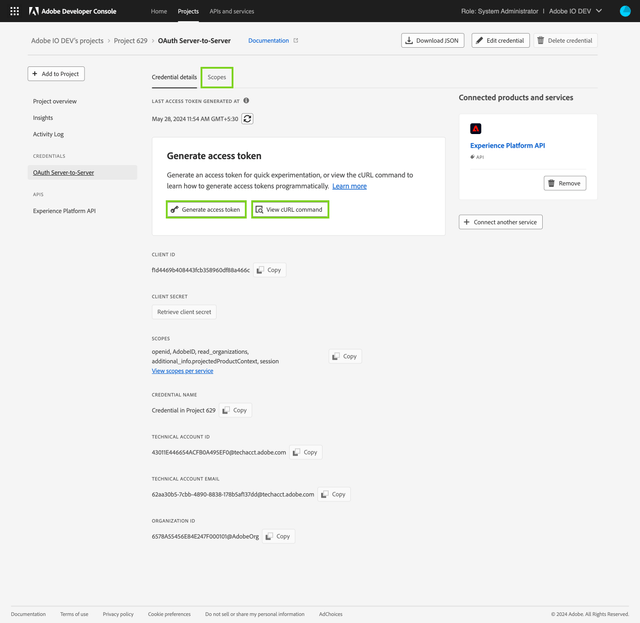 Adobe Developer Console
Home
Projects
APIs and services
Role: System Administrator | Adobe IO DEV
Adobe IO DEV's projects
Project 629
OAuth Server-to-Server
Documentation
Download JSON
Edit credential
Delete credential
+ Add to Project
Project overview
Insights
Activity Log
CREDENTIALS
OAuth Server-to-Server
APIS
Experience Platform API
Credential details
Scopes
LAST ACCESS TOKEN GENERATED AT
May 28, 2024 11:54 AM GMT+5:30
Generate access token
Generate an access token for quick experimentation, or view the cURL command to
learn how to generate access tokens programmatically. Learn more
Generate access token
View cURL command
CLIENT ID
Copy
CLIENT SECRET
Retrieve client secret
SCOPES
openid, AdobeID, read_organizations,
additional_info.projectedProductContext, session
Copy
View scopes per service
CREDENTIAL NAME
Credential in Project 629
Copy
TECHNICAL ACCOUNT ID
43011E446654ACFB0A495EF0@techacct.adobe.com
Copy
TECHNICAL ACCOUNT EMAIL
62aa30b5-7cbb-4890-8838-178b5af137dd@techacct.adobe.com
Copy
ORGANIZATION ID
6578A55456E84E247F000101@AdobeOrg
Copy
Connected products and services
Experience Platform API
API
Remove
+ Connect another service
Documentation
Terms of use
Privacy policy
Cookie preferences
Do not sell or share my personal information
AdChoices
© 2024 Adobe. All Rights Reserved.